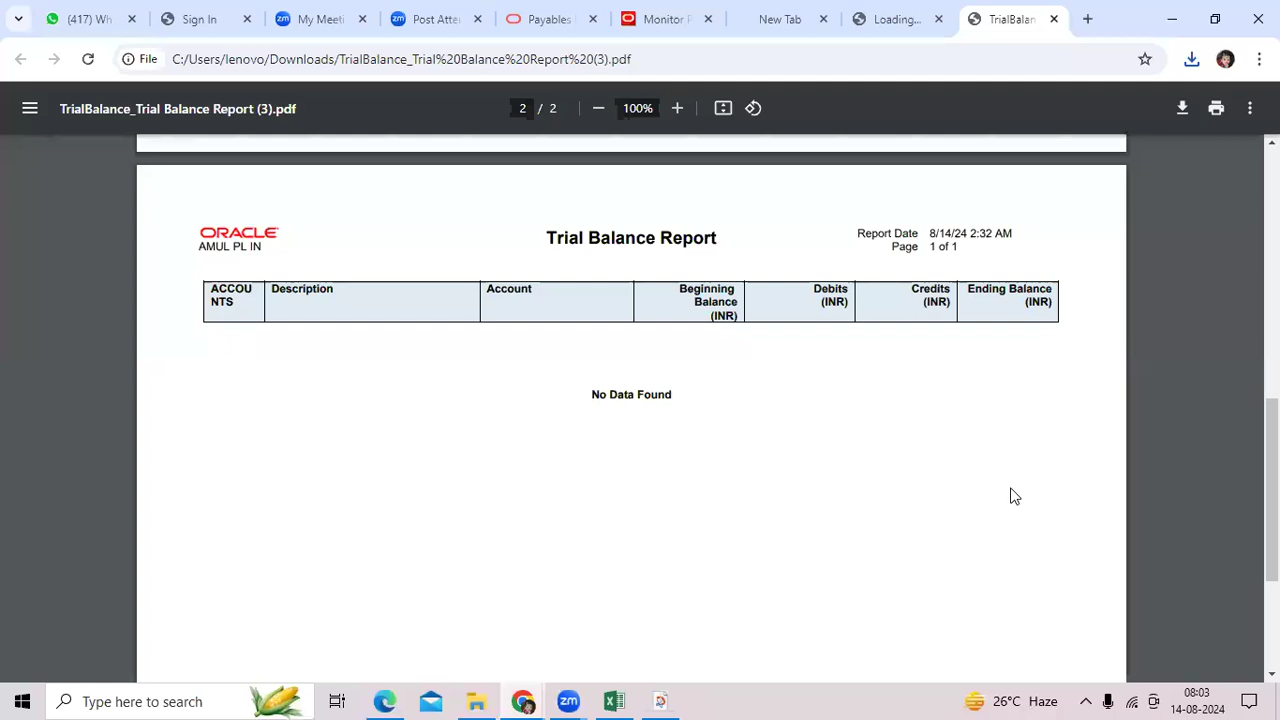 (417) Wh
Sign In
My Meeti
Post Atte
Payables
Monitor P
New Tab
Loading...
TrialBalan
File
C:/Users/lenovo/Downloads/TrialBalance_Trial%20Balance%20Report%20(3).pdf
TrialBalance_Trial Balance Report (3).pdf
2 / 2
100%
ORACLE
AMUL PL IN
Trial Balance Report
Report Date 8/14/24 2:32 AM
Page 1 of 1
ACCOU
NTS
Description
Account
Beginning
Balance
(INR)
Debits
(INR)
Credits
(INR)
Ending Balance
(INR)
No Data Found
Type here to search
zm
26°C Haze
08:03
14-08-2024